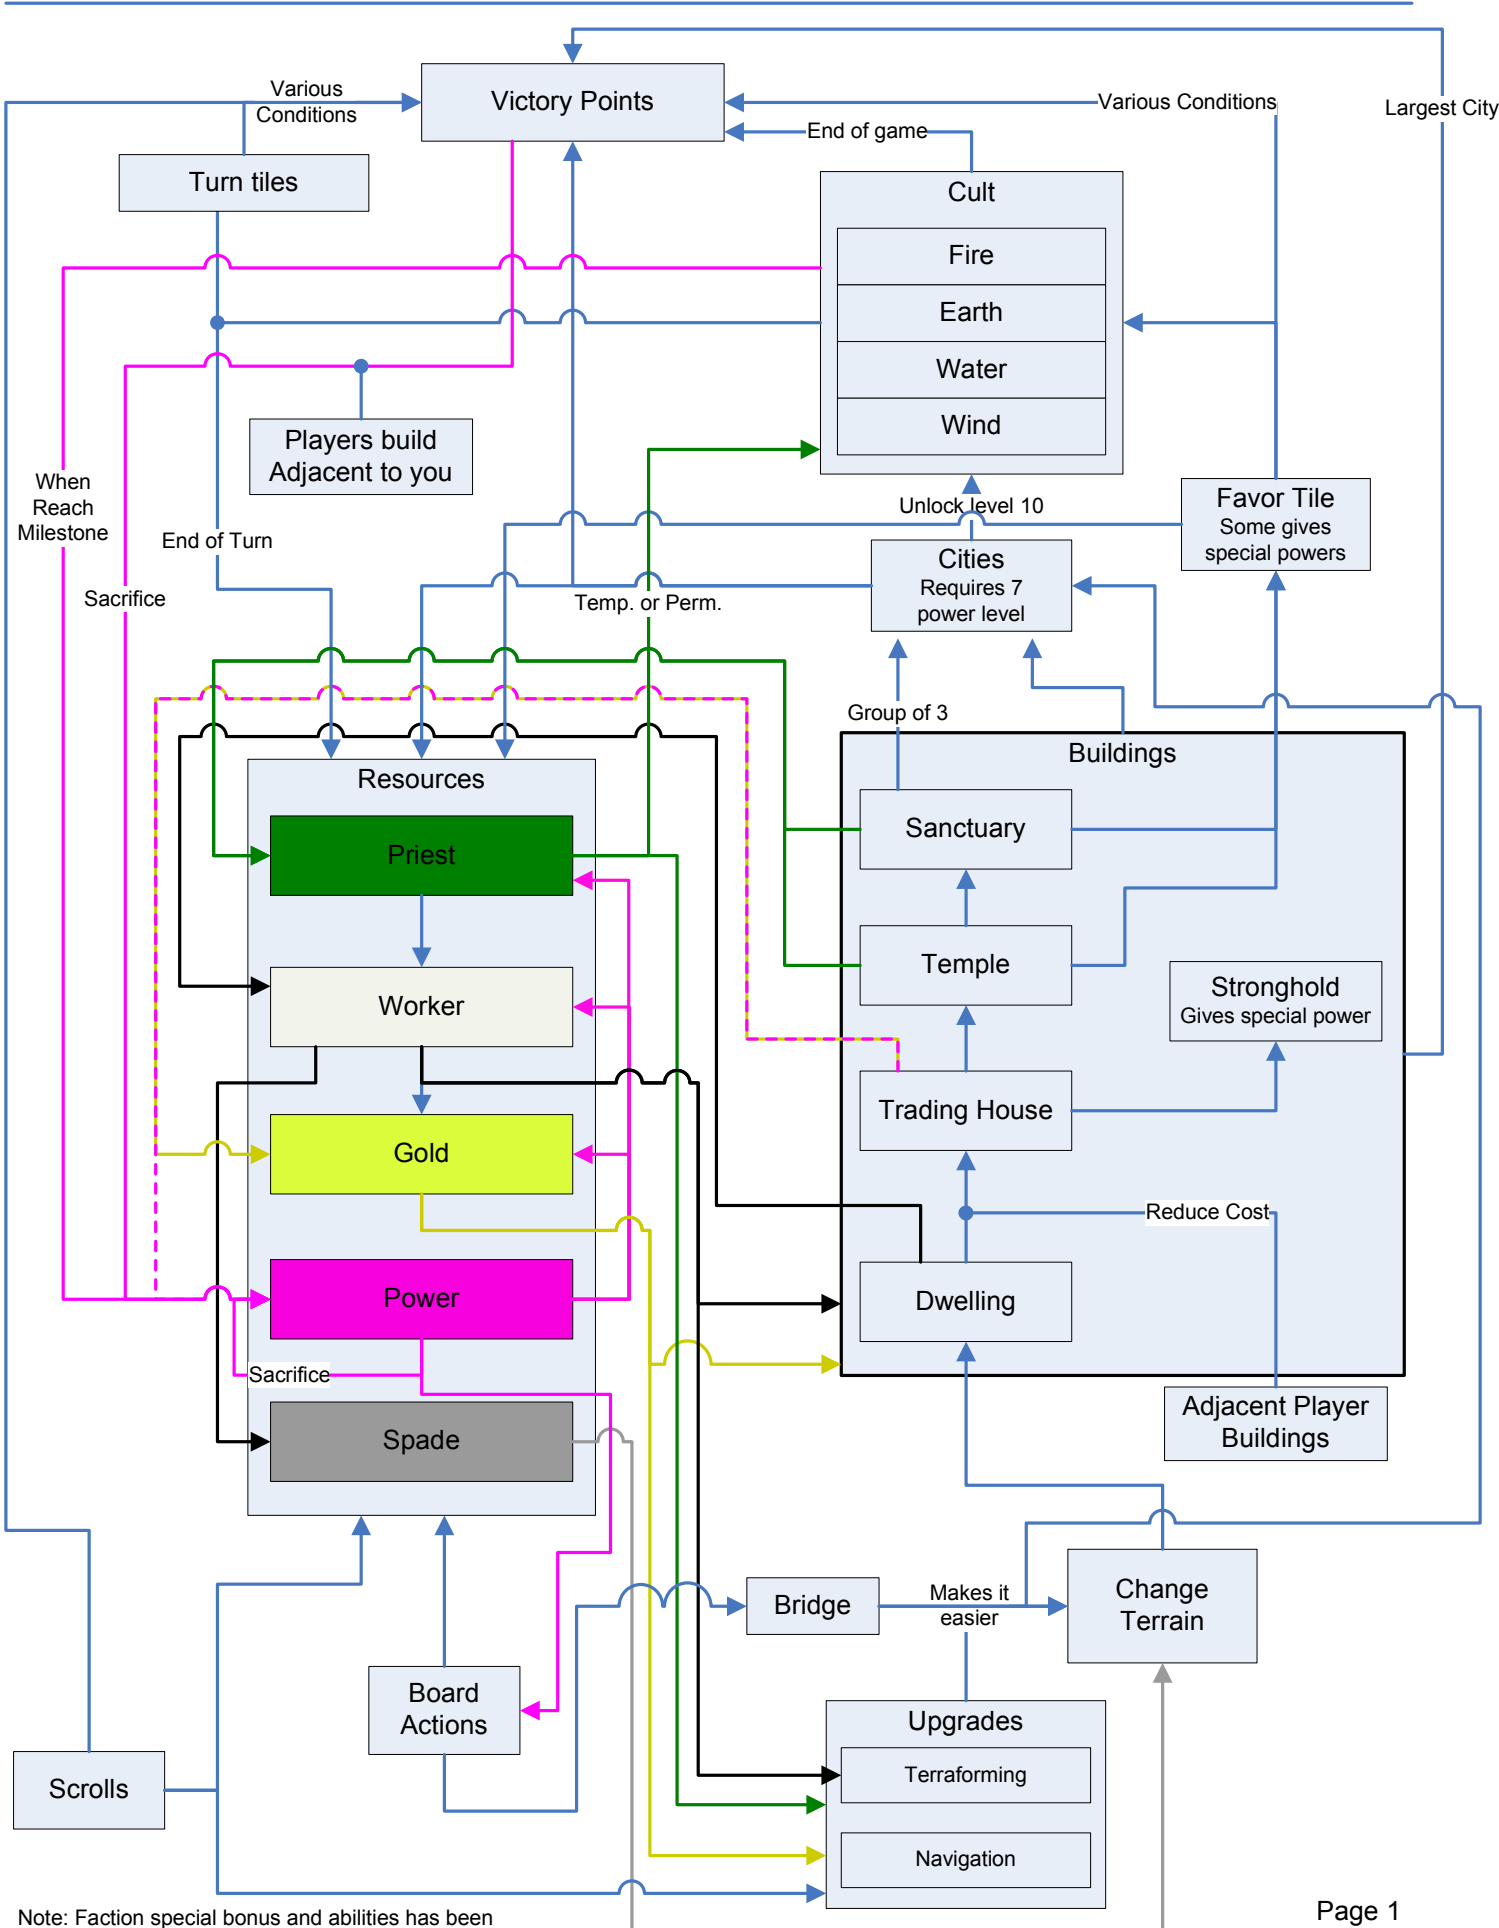 Various
Conditions
Victory Points
Various Conditions
Largest City
End of game
Turn tiles
Cult
Fire
Earth
Water
Wind
Players build
Adjacent to you
When
Reach
Milestone
End of Turn
Sacrifice
Unlock level 10
Favor Tile
Some gives
special powers
Cities
Requires 7
power level
Temp. or Perm.
Group of 3
Resources
Priest
Worker
Gold
Power
Sacrifice
Spade
Buildings
Sanctuary
Temple
Stronghold
Gives special power
Trading House
Reduce Cost
Dwelling
Adjacent Player
Buildings
Bridge
Makes it
easier
Change
Terrain
Board
Actions
Scrolls
Upgrades
Terraforming
Navigation
Note: Faction special bonus and abilities has been
Page 1